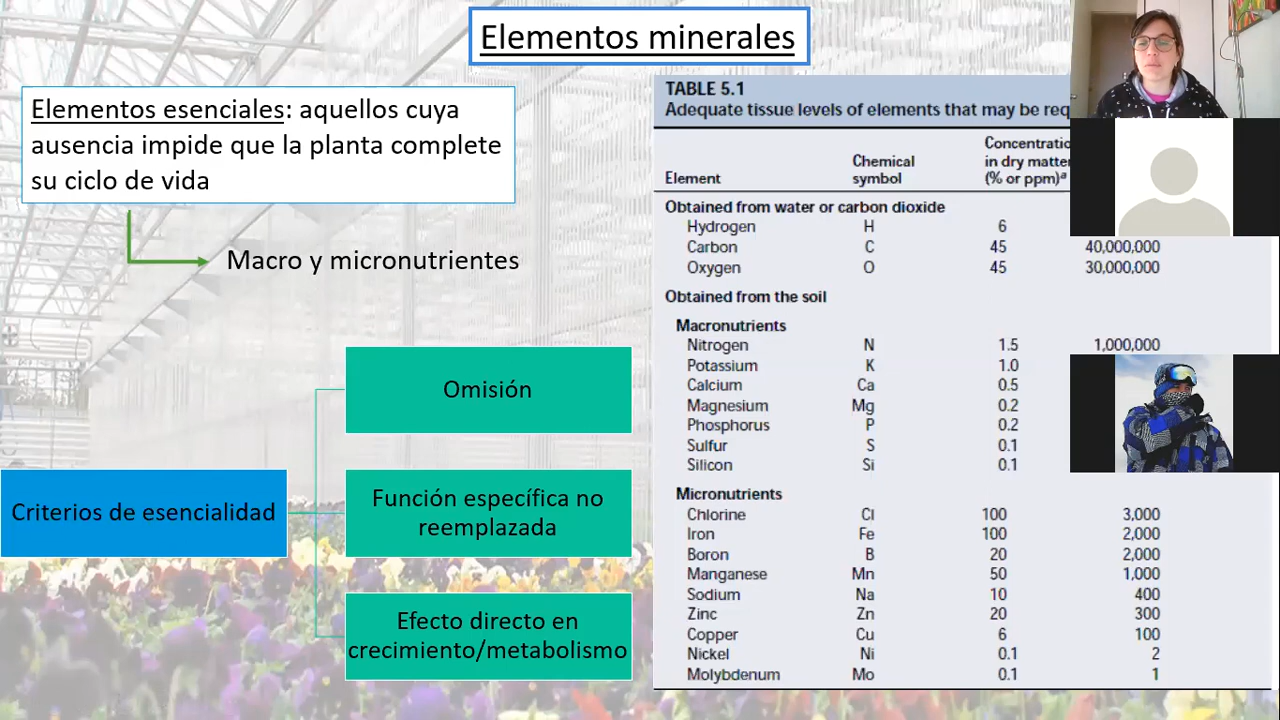 Elementos minerales
Elementos esenciales: aquellos cuya
ausencia impide que la planta complete
su ciclo de vida
Macro y micronutrientes
Criterios de esencialidad
Omisión
Función específica no
reemplazada
Efecto directo en
crecimiento/metabolismo
TABLE 5.1
Adequate tissue levels of elements that may be
Element
Chemical
symbol
in dry matter
(% or ppm)a
Obtained from water or carbon dioxide
Hydrogen H 6
Carbon C 45 40,000,000
Oxygen O 45 30,000,000
Obtained from the soil
Macronutrients
Nitrogen N 1.5 1,000,000
Potassium K 1.0
Calcium Ca 0.5
Magnesium Mg 0.2
Phosphorus P 0.2
Sulfur S 0.1
Silicon Si 0.1
Micronutrients
Chlorine Cl 100 3,000
Iron Fe 100 2,000
Boron B 20 2,000
Manganese Mn 50 1,000
Sodium Na 10 400
Zinc Zn 20 300
Copper Cu 6 100
Nickel Ni 0.1 2
Molybdenum Mo 0.1 1